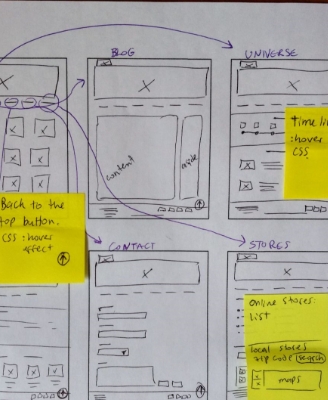 BLOG
UNIVERSE
content
aside
Time li
:hover
CSS
Back to the
top button.
CSS :hover
effect
CONTACT
STORES
Online stores:
list
local stores
zip code search
maps